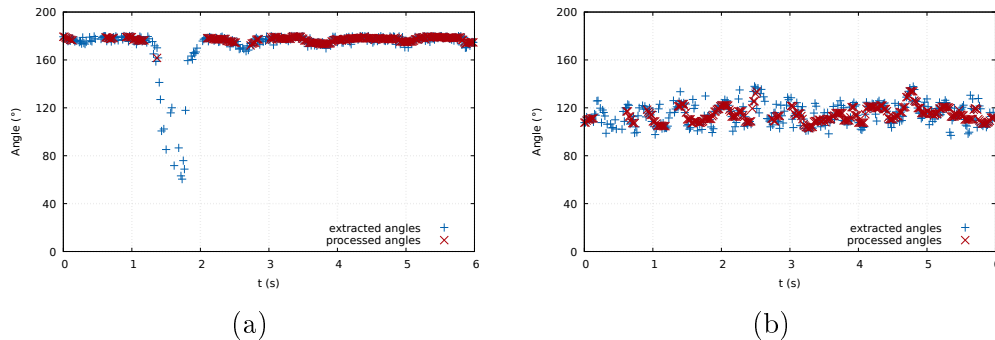 200
160
120
80
40
0
Angle (°)
extracted angles
processed angles
0 1 2 3 4 5 6
t (s)
(a)
200
160
120
80
40
0
Angle (°)
extracted angles
processed angles
0 1 2 3 4 5 6
t (s)
(b)